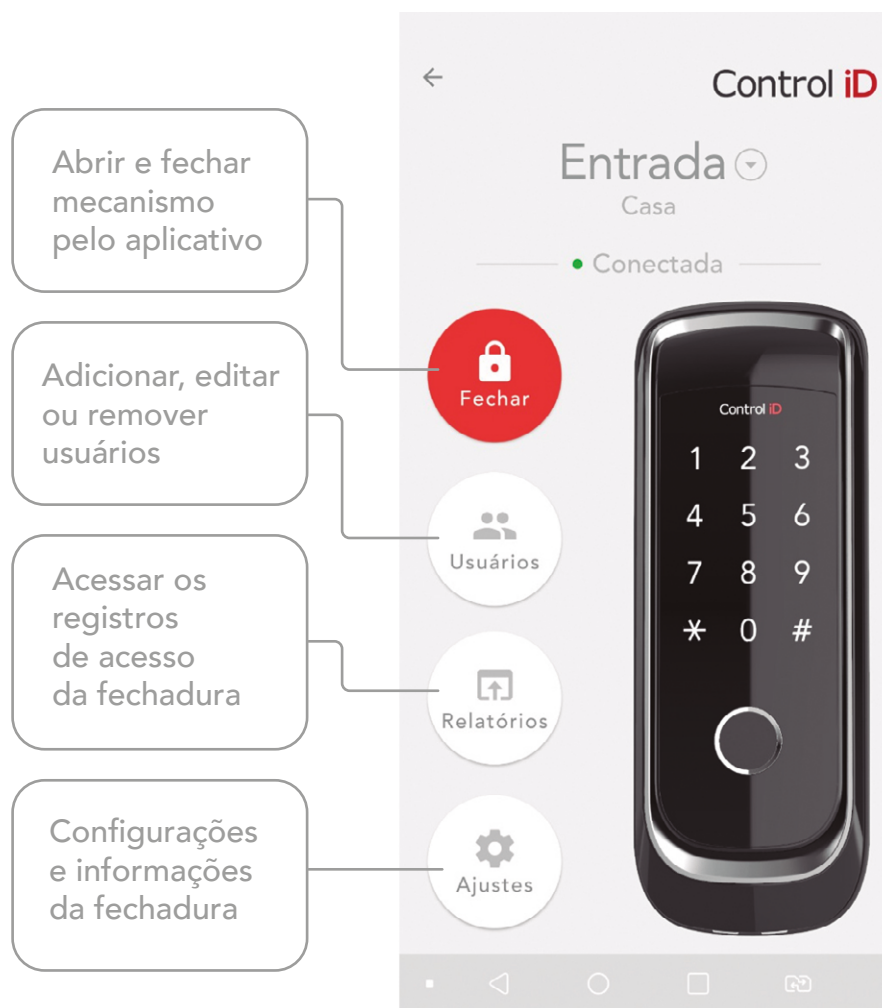 Control iD
Entrada
Casa
Conectada
Abrir e fechar
mecanismo
pelo aplicativo
Fechar
Adicionar, editar
ou remover
usuários
Usuários
Acessar os
registros
de acesso
da fechadura
Relatórios
Configurações
e informações
da fechadura
Ajustes
Control iD
1 2 3
4 5 6
7 8 9
* 0 #